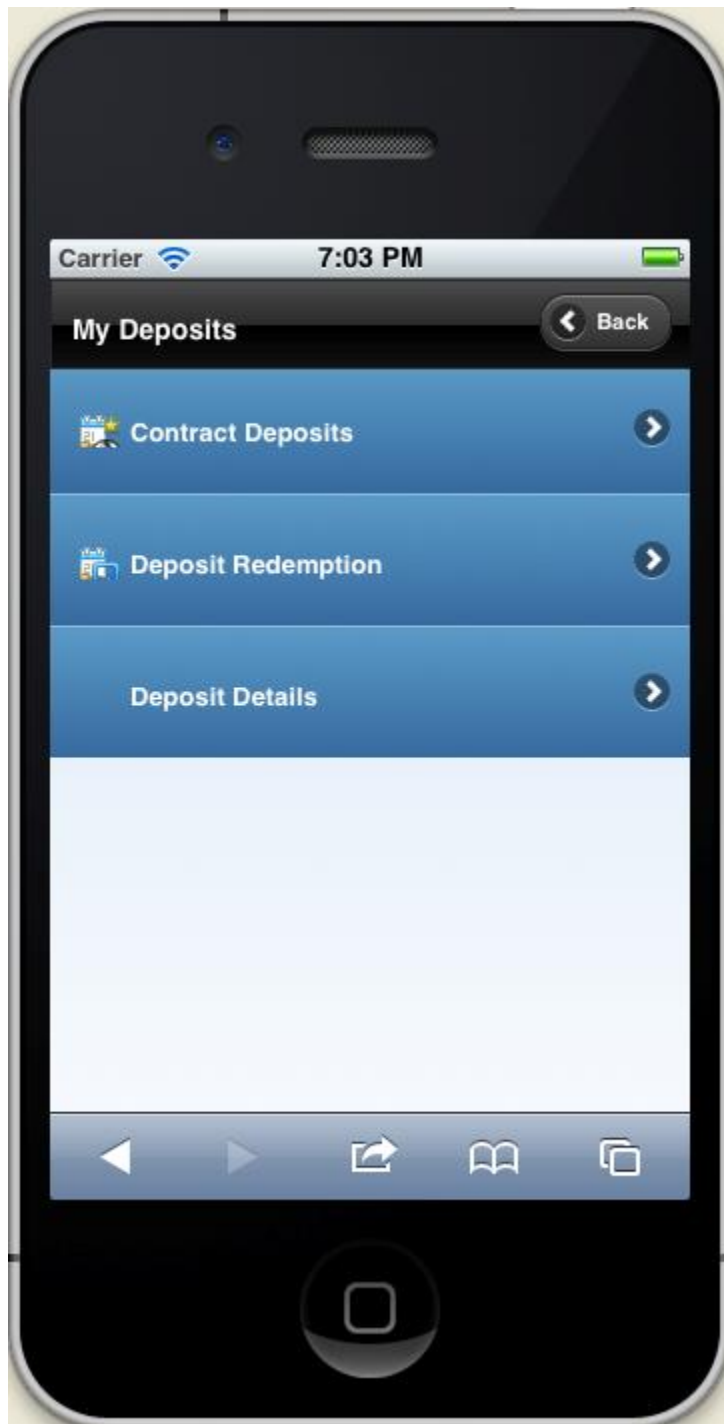 Carrier 7:03 PM
My Deposits Back
Contract Deposits
Deposit Redemption
Deposit Details